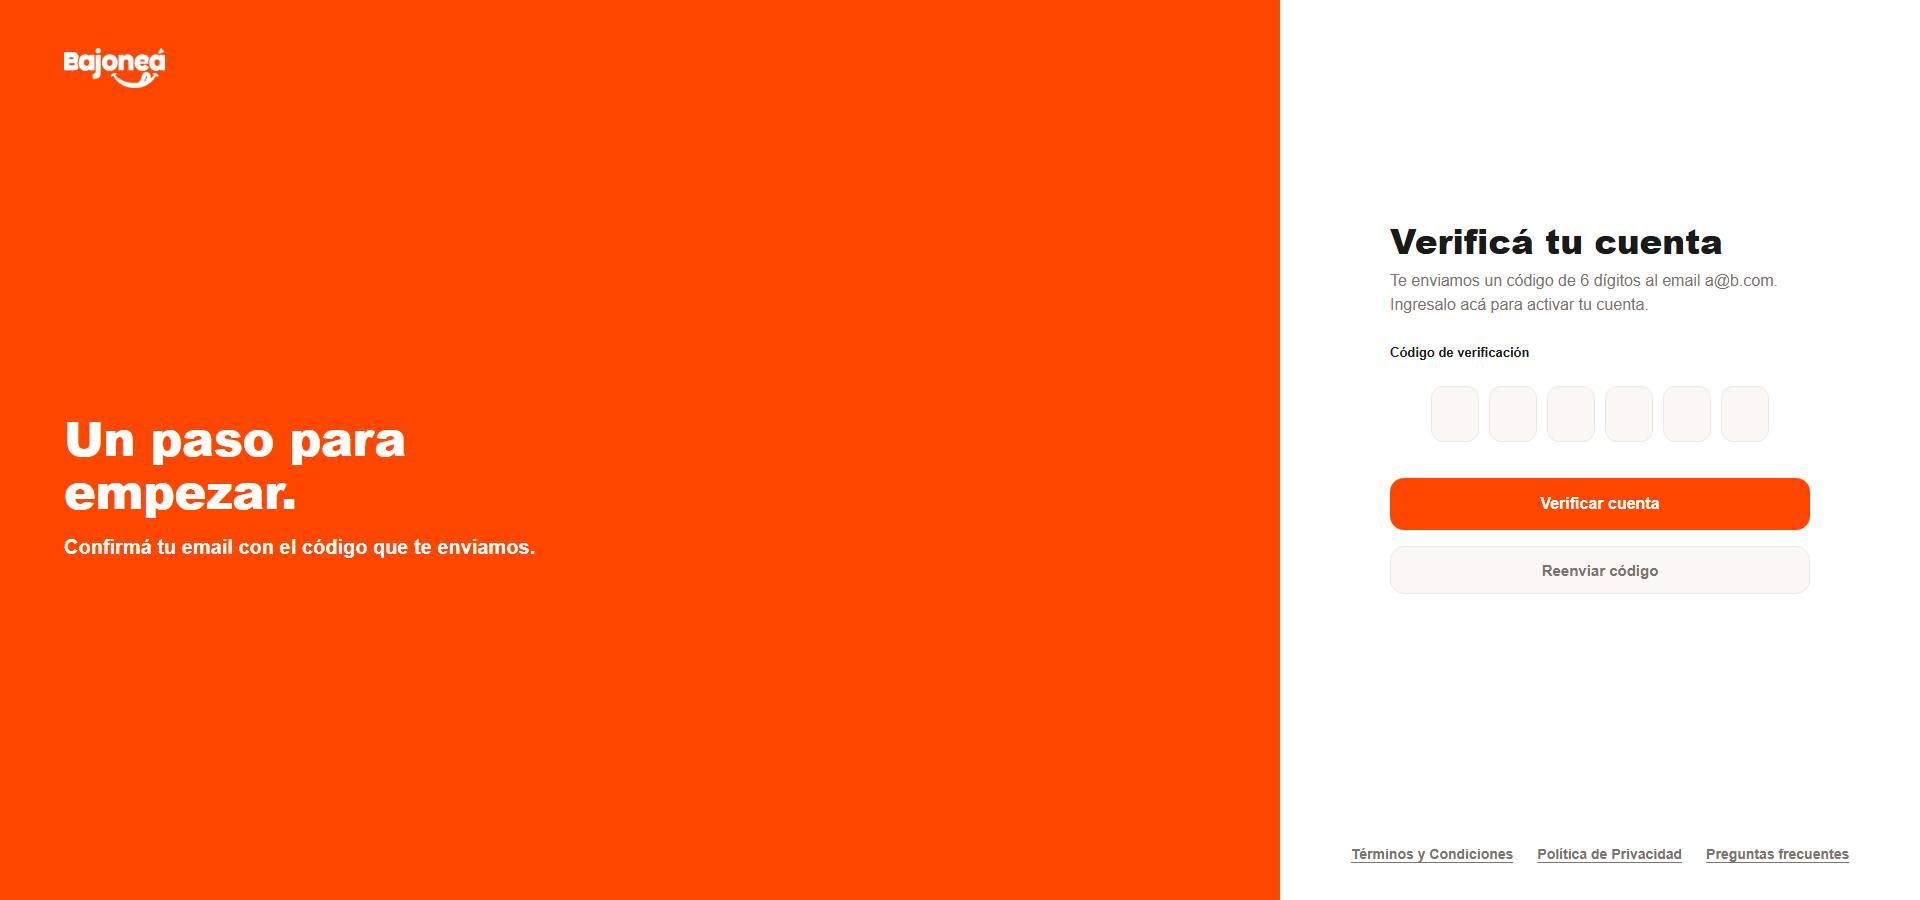 Bajoneá
Un paso para
empezar.
Confirmá tu email con el código que te enviamos.
Verificá tu cuenta
Te enviamos un código de 6 dígitos al email a@b.com.
Ingresalo acá para activar tu cuenta.
Código de verificación
Verificar cuenta
Reenviar código
Términos y Condiciones Política de Privacidad Preguntas frecuentes